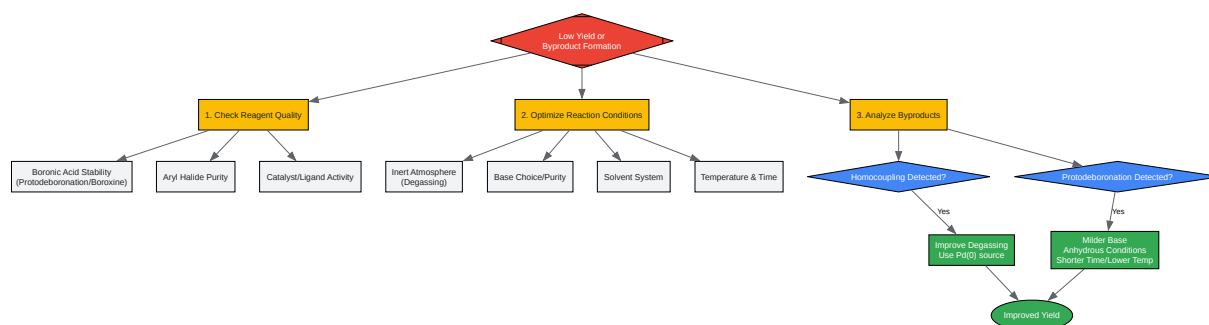 Low Yield or
Byproduct Formation
1. Check Reagent Quality
2. Optimize Reaction Conditions
3. Analyze Byproducts
Boronic Acid Stability
(Protodeboronation/Boroxine)
Aryl Halide Purity
Catalyst/Ligand Activity
Inert Atmosphere
(Degassing)
Base Choice/Purity
Solvent System
Temperature & Time
Homocoupling Detected?
Protodeboronation Detected?
Yes
Yes
Improve Degassing
Use Pd(0) source
Milder Base
Anhydrous Conditions
Shorter Time/Lower Temp
Improved Yield